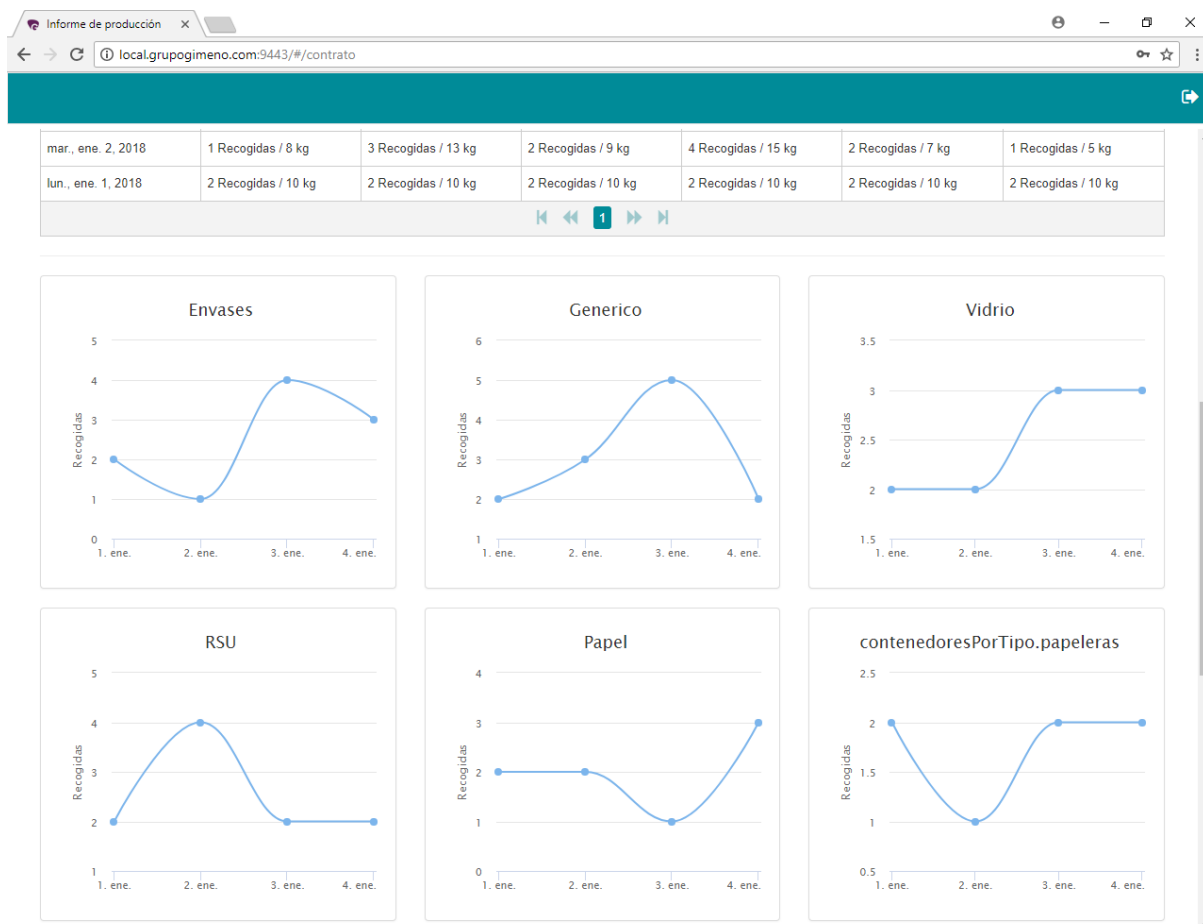 Informe de producción
local.grupogimeno.com:9443/#/contrato
mar., ene. 2, 2018 1 Recogidas / 8 kg 3 Recogidas / 13 kg 2 Recogidas / 9 kg 4 Recogidas / 15 kg 2 Recogidas / 7 kg 1 Recogidas / 5 kg
lun., ene. 1, 2018 2 Recogidas / 10 kg 2 Recogidas / 10 kg 2 Recogidas / 10 kg 2 Recogidas / 10 kg 2 Recogidas / 10 kg 2 Recogidas / 10 kg
1
Envases
5
4
3
2
1
0
Recogidas
1. ene. 2. ene. 3. ene. 4. ene.
Generico
6
5
4
3
2
1
Recogidas
1. ene. 2. ene. 3. ene. 4. ene.
Vidrio
3.5
3
2.5
2
1.5
Recogidas
1. ene. 2. ene. 3. ene. 4. ene.
RSU
5
4
3
2
1
Recogidas
1. ene. 2. ene. 3. ene. 4. ene.
Papel
4
3
2
1
0
Recogidas
1. ene. 2. ene. 3. ene. 4. ene.
contenedoresPorTipo.papeleras
2.5
2
1.5
1
0.5
Recogidas
1. ene. 2. ene. 3. ene. 4. ene.